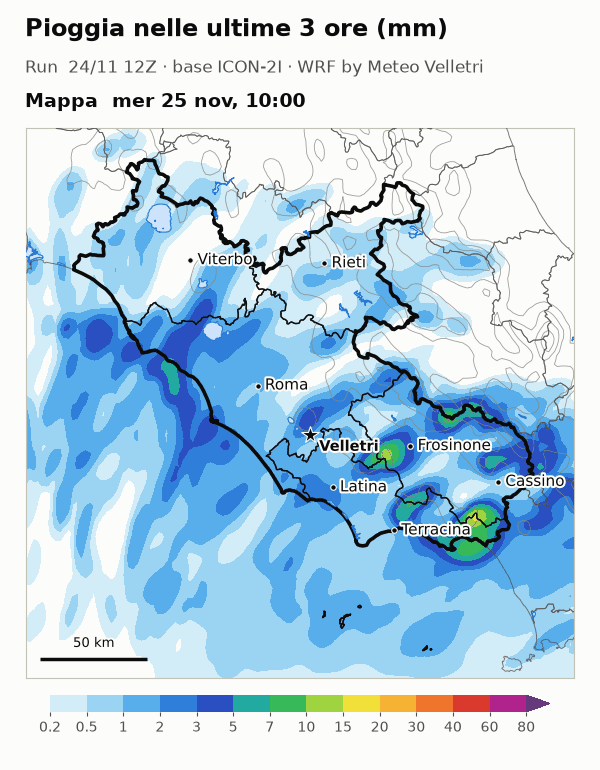 Pioggia nelle ultime 3 ore (mm)
Run 24/11 12Z · base ICON-2I · WRF by Meteo Velletri
Mappa mer 25 nov, 10:00
Viterbo
Rieti
Roma
Velletri
Frosinone
Latina
Cassino
Terracina
50 km
0.2 0.5 1 2 3 5 7 10 15 20 30 40 60 80